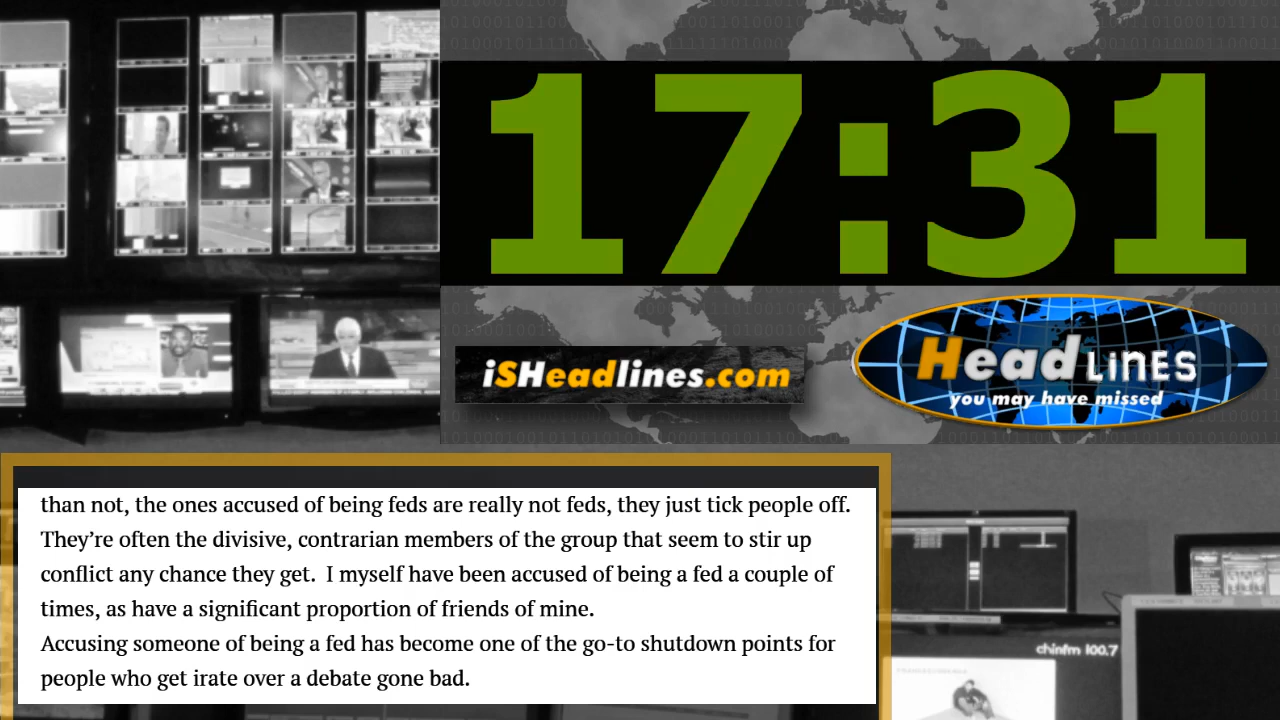 17:31
iSHeadlines.com
HeadLINES
you may have missed
than not, the ones accused of being feds are really not feds, they just tick people off.
They’re often the divisive, contrarian members of the group that seem to stir up
conflict any chance they get.  I myself have been accused of being a fed a couple of
times, as have a significant proportion of friends of mine.
Accusing someone of being a fed has become one of the go-to shutdown points for
people who get irate over a debate gone bad.
chinfm 100.7